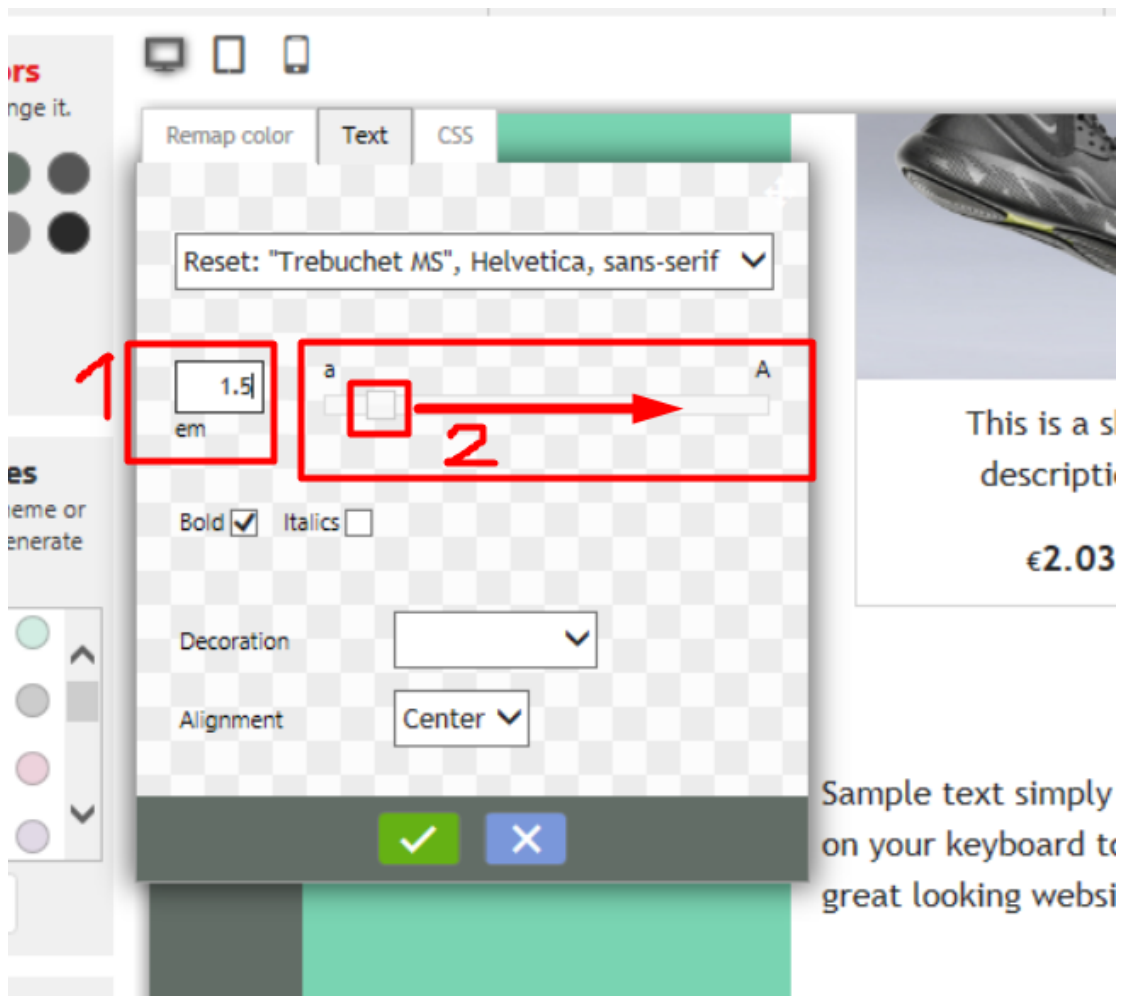 rs
nge it.
Remap color Text CSS
Reset: "Trebuchet MS", Helvetica, sans-serif
1
1.5
em
a A
2
Bold Italics
Decoration
Alignment Center
es
eme or
enerate
This is a s
descripti
€2.03
Sample text simply
on your keyboard to
great looking websi